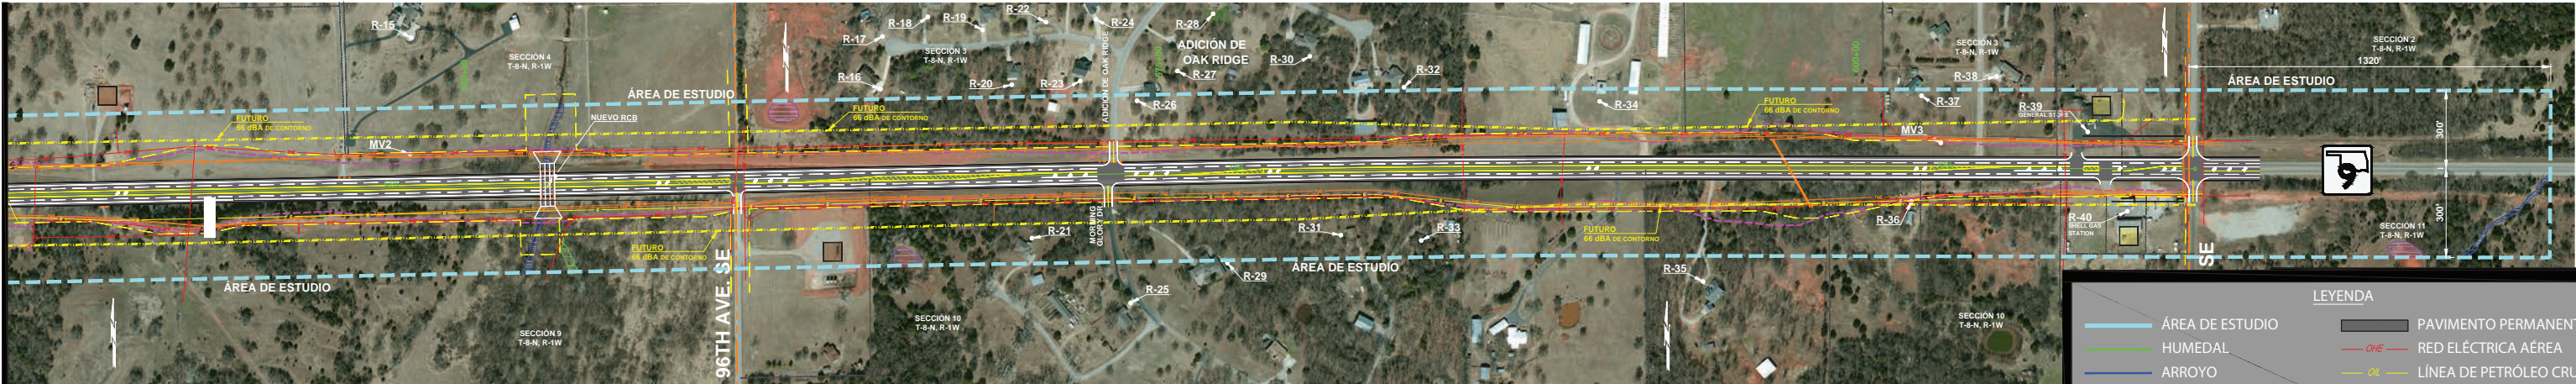 R-15
R-17
R-18
R-19
R-22
R-24
R-28
SECCIÓN 4
T-8-N, R-1W
SECCIÓN 3
T-8-N, R-1W
R-16
R-20
R-23
ADICIÓN DE OAK RIDGE
ADICIÓN DE
OAK RIDGE
R-27
R-26
R-30
R-32
R-34
SECCIÓN 3
T-8-N, R-1W
R-38
R-37
R-39
GENERAL STORE
SECCIÓN 2
T-8-N, R-1W
1320'
ÁREA DE ESTUDIO
ÁREA DE ESTUDIO
FUTURO
66 dBA DE CONTORNO
MV2
NUEVO RCB
FUTURO
66 dBA DE CONTORNO
FUTURO
66 dBA DE CONTORNO
MV3
300'
300'
9
FUTURO
66 dBA DE CONTORNO
96TH AVE. SE
R-21
MORNING
GLORY DR.
R-25
R-29
R-31
R-33
FUTURO
66 dBA DE CONTORNO
R-36
R-35
R-40
SHELL GAS
STATION
SE
SECCIÓN 11
T-8-N, R-1W
ÁREA DE ESTUDIO
ÁREA DE ESTUDIO
SECCIÓN 9
T-8-N, R-1W
SECCIÓN 10
T-8-N, R-1W
SECCIÓN 10
T-8-N, R-1W
LEYENDA
ÁREA DE ESTUDIO
PAVIMENTO PERMANENT
HUMEDAL
OHE
RED ELÉCTRICA AÉREA
ARROYO
OIL
LÍNEA DE PETRÓLEO CRU